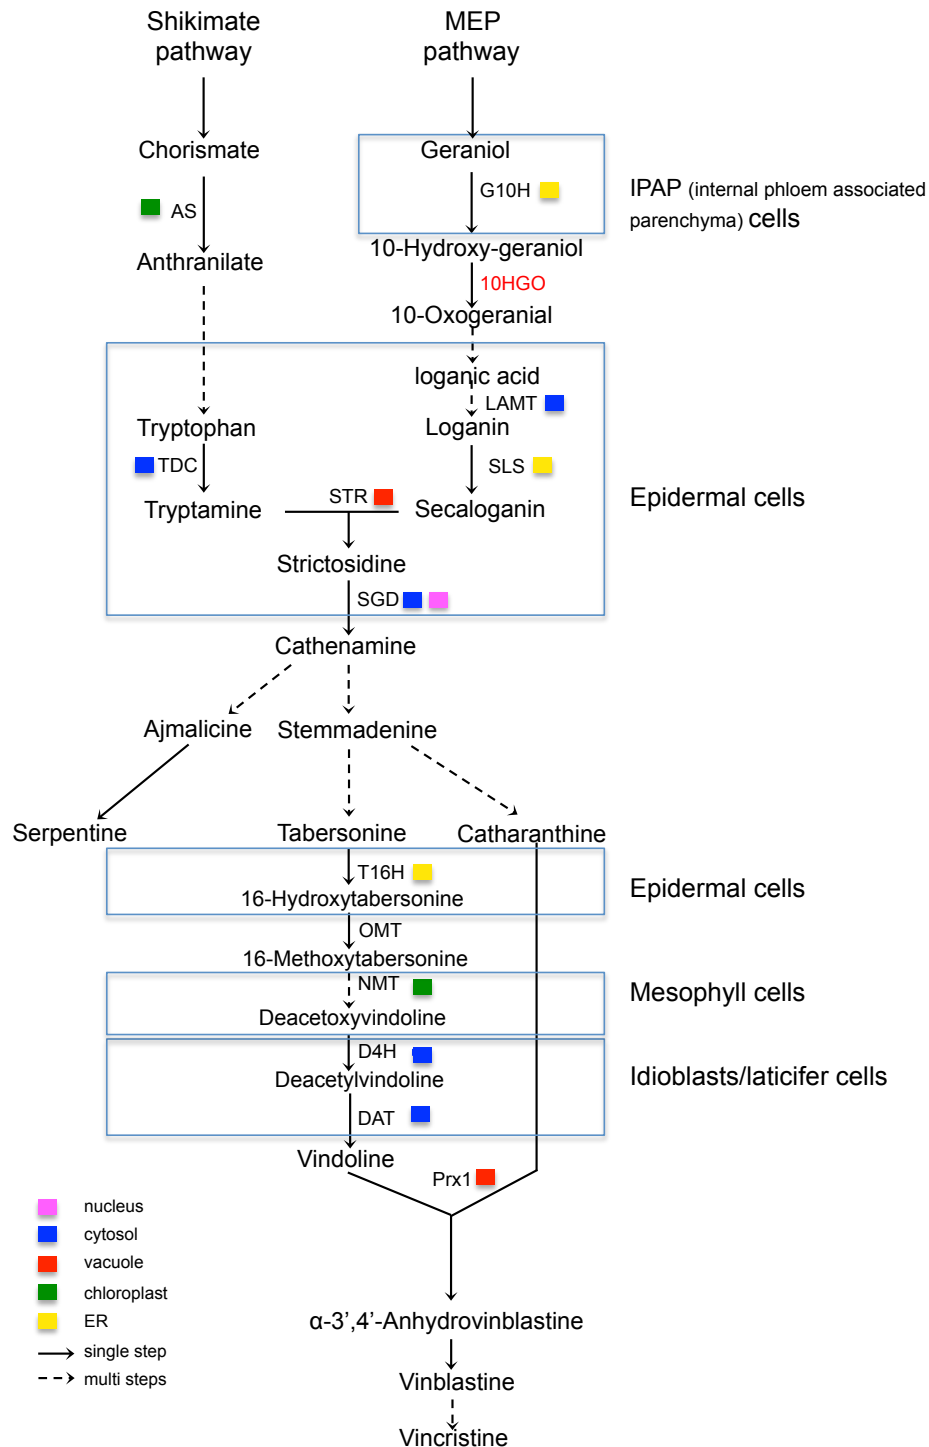 Shikimate
pathway
MEP
pathway
Chorismate
Geraniol
G10H
IPAP (internal phloem associated
parenchyma) cells
AS
Anthranilate
10-Hydroxy-geraniol
10HGO
10-Oxogeranial
loganic acid
LAMT
Tryptophan
Loganin
TDC
SLS
Tryptamine
STR
Secaloganin
Epidermal cells
Strictosidine
SGD
Cathenamine
Ajmalicine
Stemmadenine
Serpentine
Tabersonine
Catharanthine
T16H
16-Hydroxytabersonine
Epidermal cells
OMT
16-Methoxytabersonine
NMT
Deacetoxyvindoline
Mesophyll cells
D4H
Deacetylvindoline
Idioblasts/laticifer cells
DAT
Vindoline
Prx1
nucleus
cytosol
vacuole
chloroplast
ER
single step
multi steps
α-3’,4’-Anhydrovinblastine
Vinblastine
Vincristine